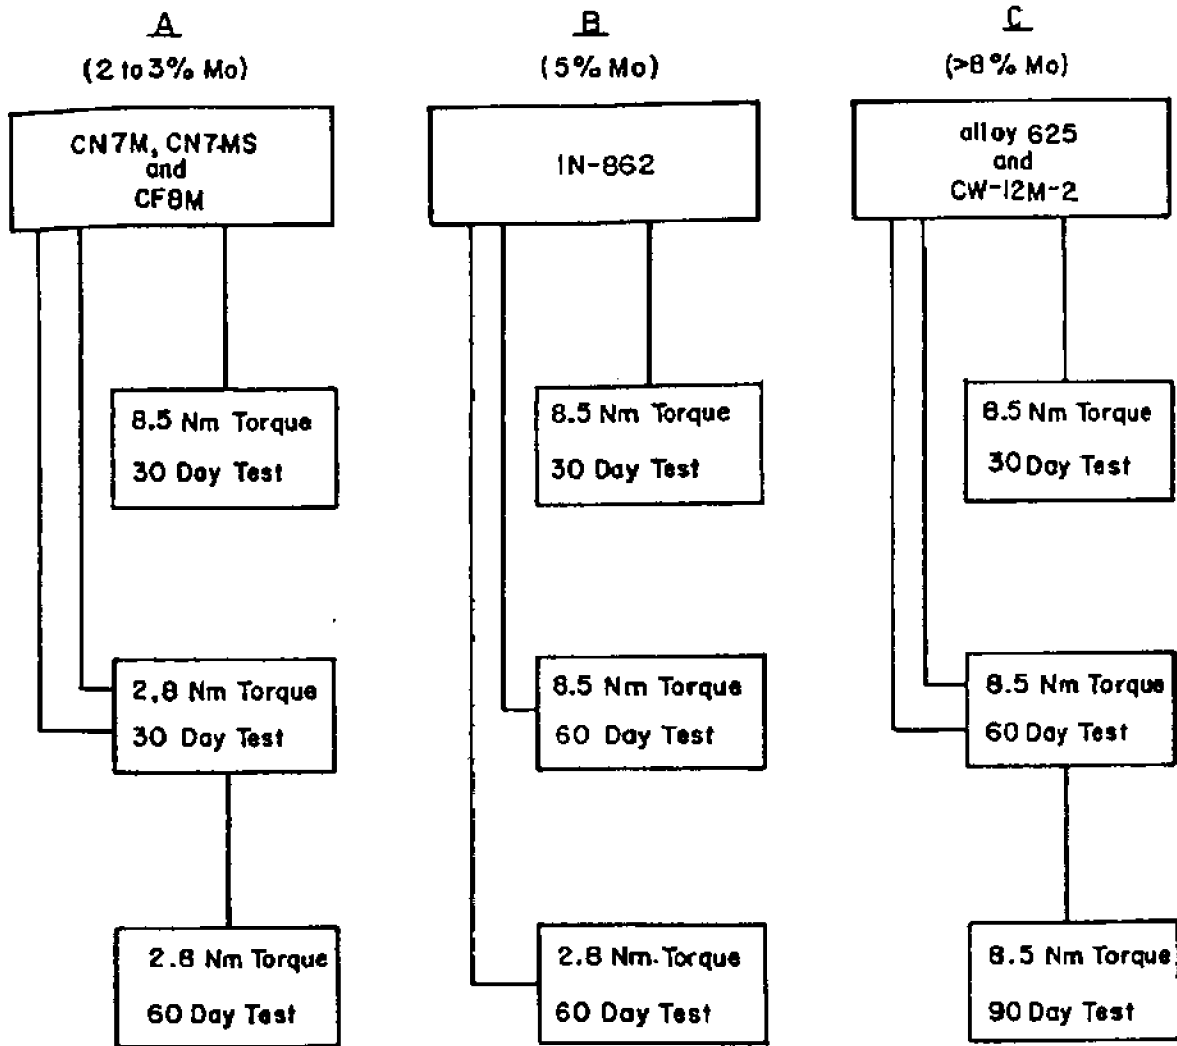 A
(2 to 3% Mo)
CN7M, CN7-MS
and
CF8M
8.5 Nm Torque
30 Day Test
2.8 Nm Torque
30 Day Test
2.8 Nm Torque
60 Day Test
B
(5% Mo)
IN-862
8.5 Nm Torque
30 Day Test
8.5 Nm Torque
60 Day Test
2.8 Nm. Torque
60 Day Test
C
(>8% Mo)
alloy 625
and
CW-12M-2
8.5 Nm Torque
30 Day Test
8.5 Nm Torque
60 Day Test
8.5 Nm Torque
90 Day Test